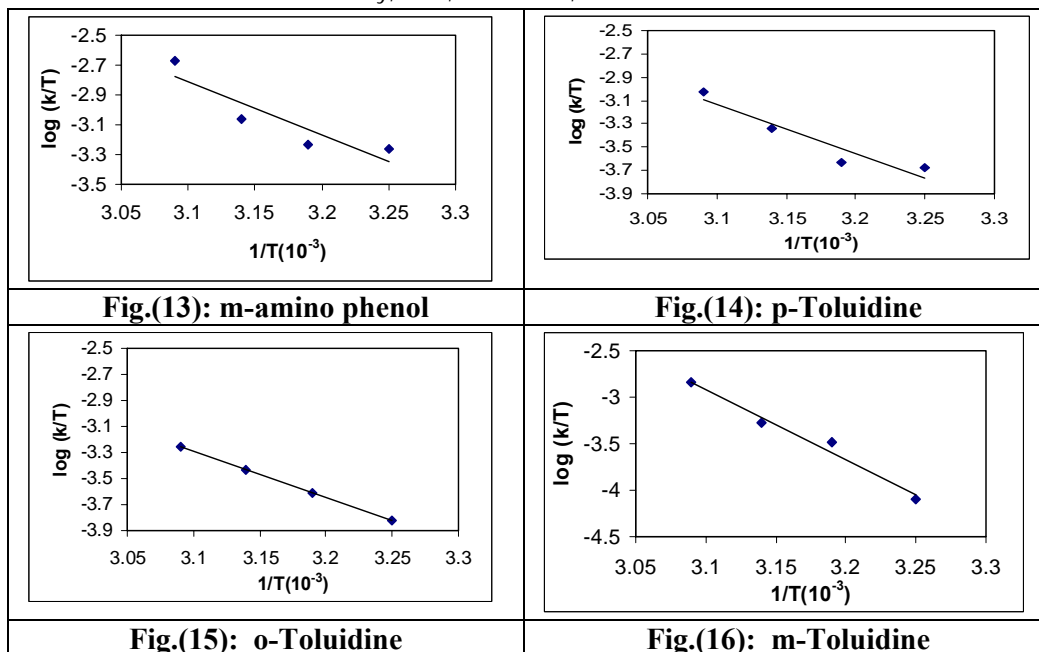 -2.5
-2.7
-2.9
-3.1
-3.3
-3.5
log (k/T)
3.05 3.1 3.15 3.2 3.25 3.3
1/T(10⁻³)
Fig.(13): m-amino phenol
-2.5
-2.7
-2.9
-3.1
-3.3
-3.5
-3.7
-3.9
log (k/T)
3.05 3.1 3.15 3.2 3.25 3.3
1/T(10⁻³)
Fig.(14): p-Toluidine
-2.5
-2.7
-2.9
-3.1
-3.3
-3.5
-3.7
-3.9
log (k/T)
3.05 3.1 3.15 3.2 3.25 3.3
1/T(10⁻³)
Fig.(15): o-Toluidine
-2.5
-3
-3.5
-4
-4.5
log (k/T)
3.05 3.1 3.15 3.2 3.25 3.3
1/T(10⁻³)
Fig.(16): m-Toluidine